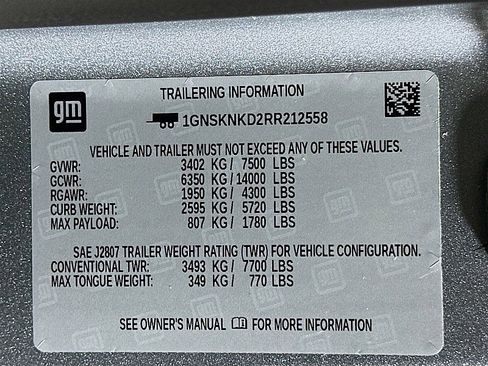 gm
TRAILERING INFORMATION
1GNSKNKD2RR212558
VEHICLE AND TRAILER MUST NOT EXCEED ANY OF THESE VALUES.
GVWR: 3402 KG / 7500 LBS
GCWR: 6350 KG / 14000 LBS
RGAWR: 1950 KG / 4300 LBS
CURB WEIGHT: 2595 KG / 5720 LBS
MAX PAYLOAD: 807 KG / 1780 LBS
SAE J2807 TRAILER WEIGHT RATING (TWR) FOR VEHICLE CONFIGURATION.
CONVENTIONAL TWR: 3493 KG / 7700 LBS
MAX TONGUE WEIGHT: 349 KG / 770 LBS
SEE OWNER'S MANUAL FOR MORE INFORMATION